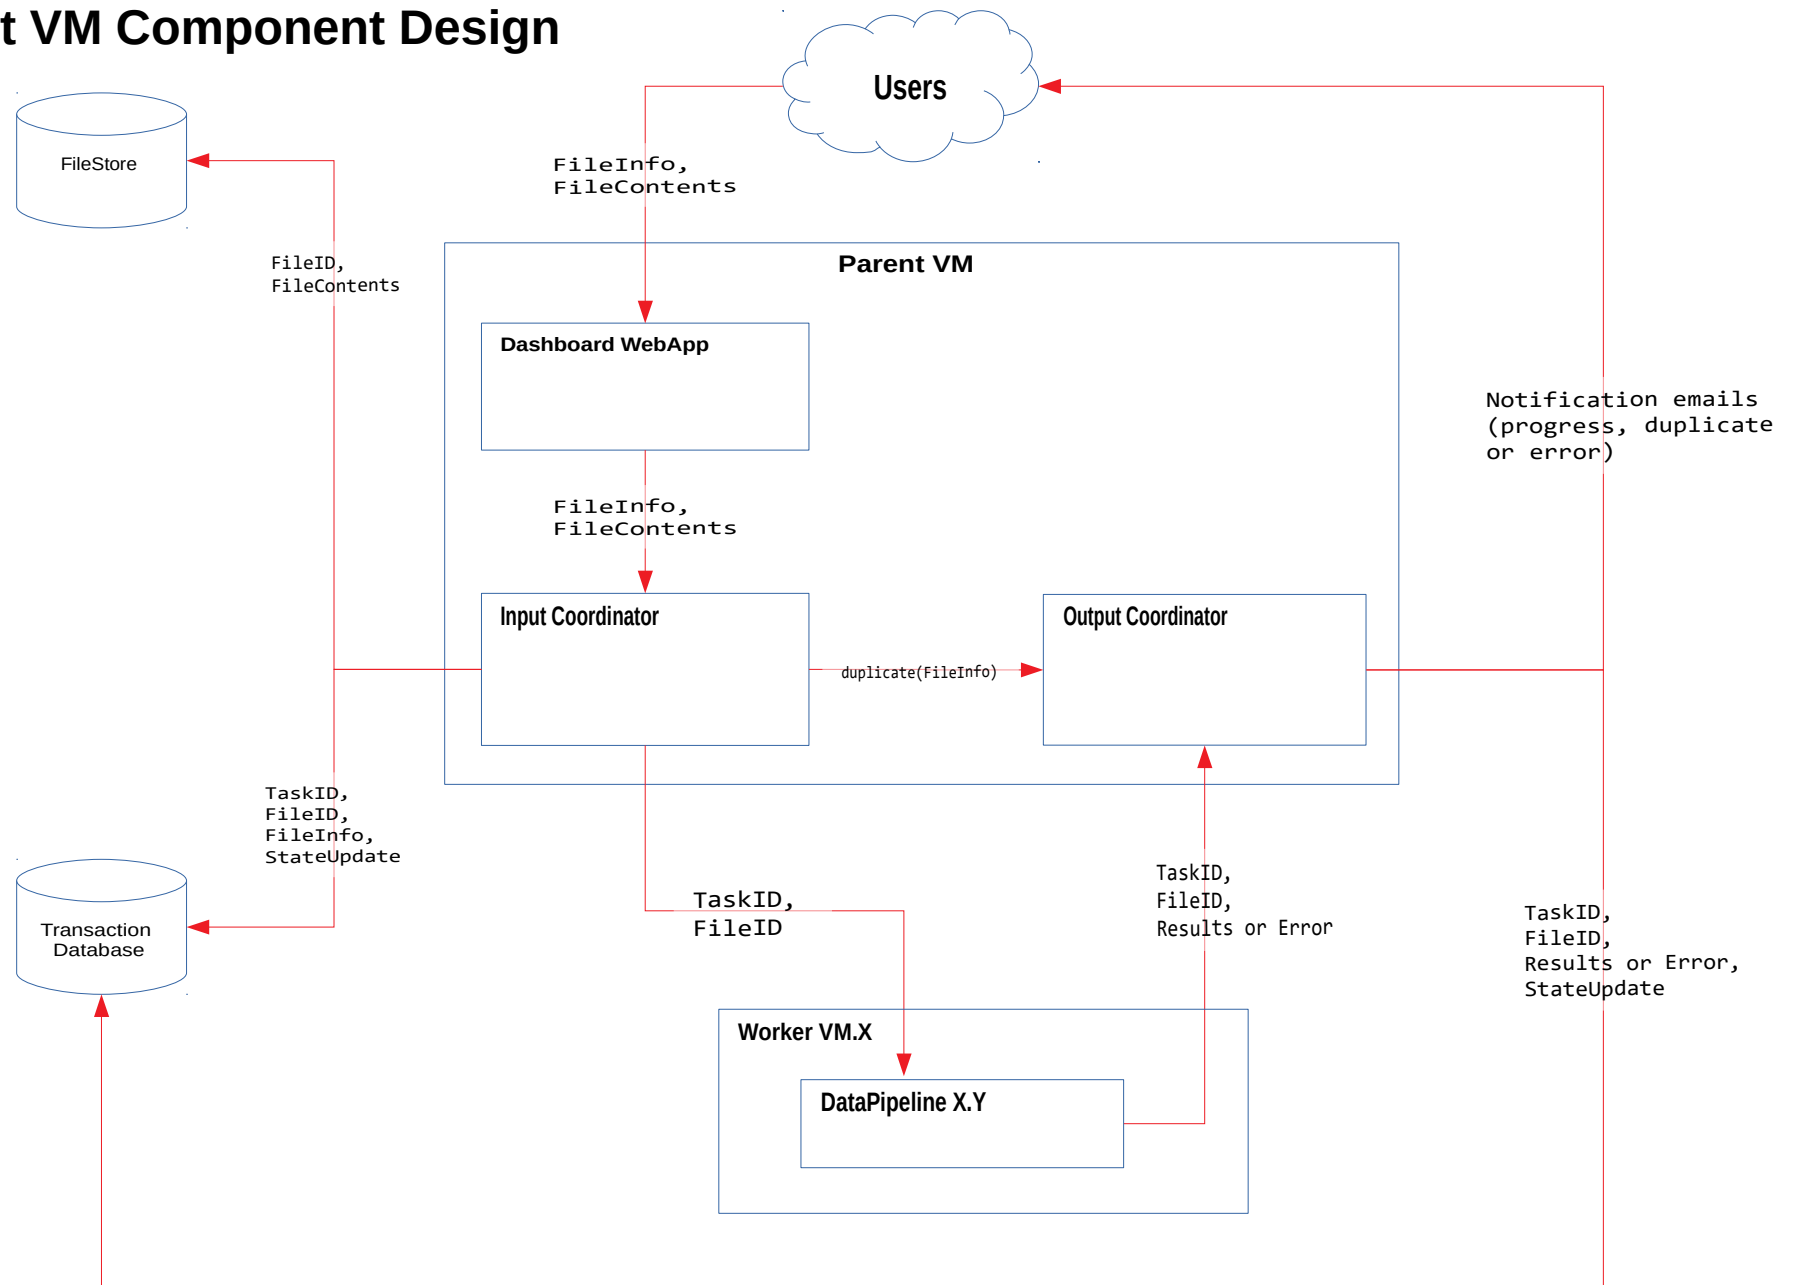 t VM Component Design
Users
FileStore
FileInfo,
FileContents
FileID,
FileContents
Parent VM
Dashboard WebApp
Notification emails
(progress, duplicate
or error)
FileInfo,
FileContents
Input Coordinator
Output Coordinator
duplicate(FileInfo)
TaskID,
FileID,
FileInfo,
StateUpdate
TaskID,
FileID
TaskID,
FileID,
Results or Error
TaskID,
FileID,
Results or Error,
StateUpdate
Transaction
Database
Worker VM.X
DataPipeline X.Y